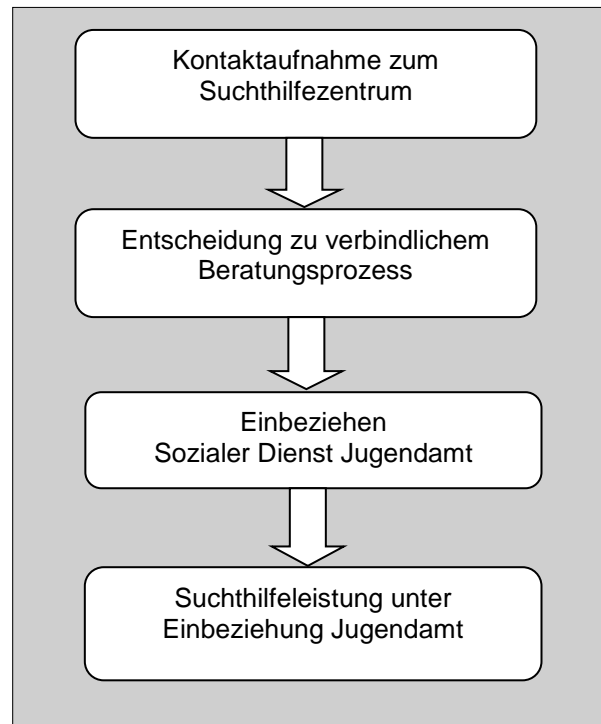 Kontaktaufnahme zum
Suchthilfezentrum
Entscheidung zu verbindlichem
Beratungsprozess
Einbeziehen
Sozialer Dienst Jugendamt
Suchthilfeleistung unter
Einbeziehung Jugendamt